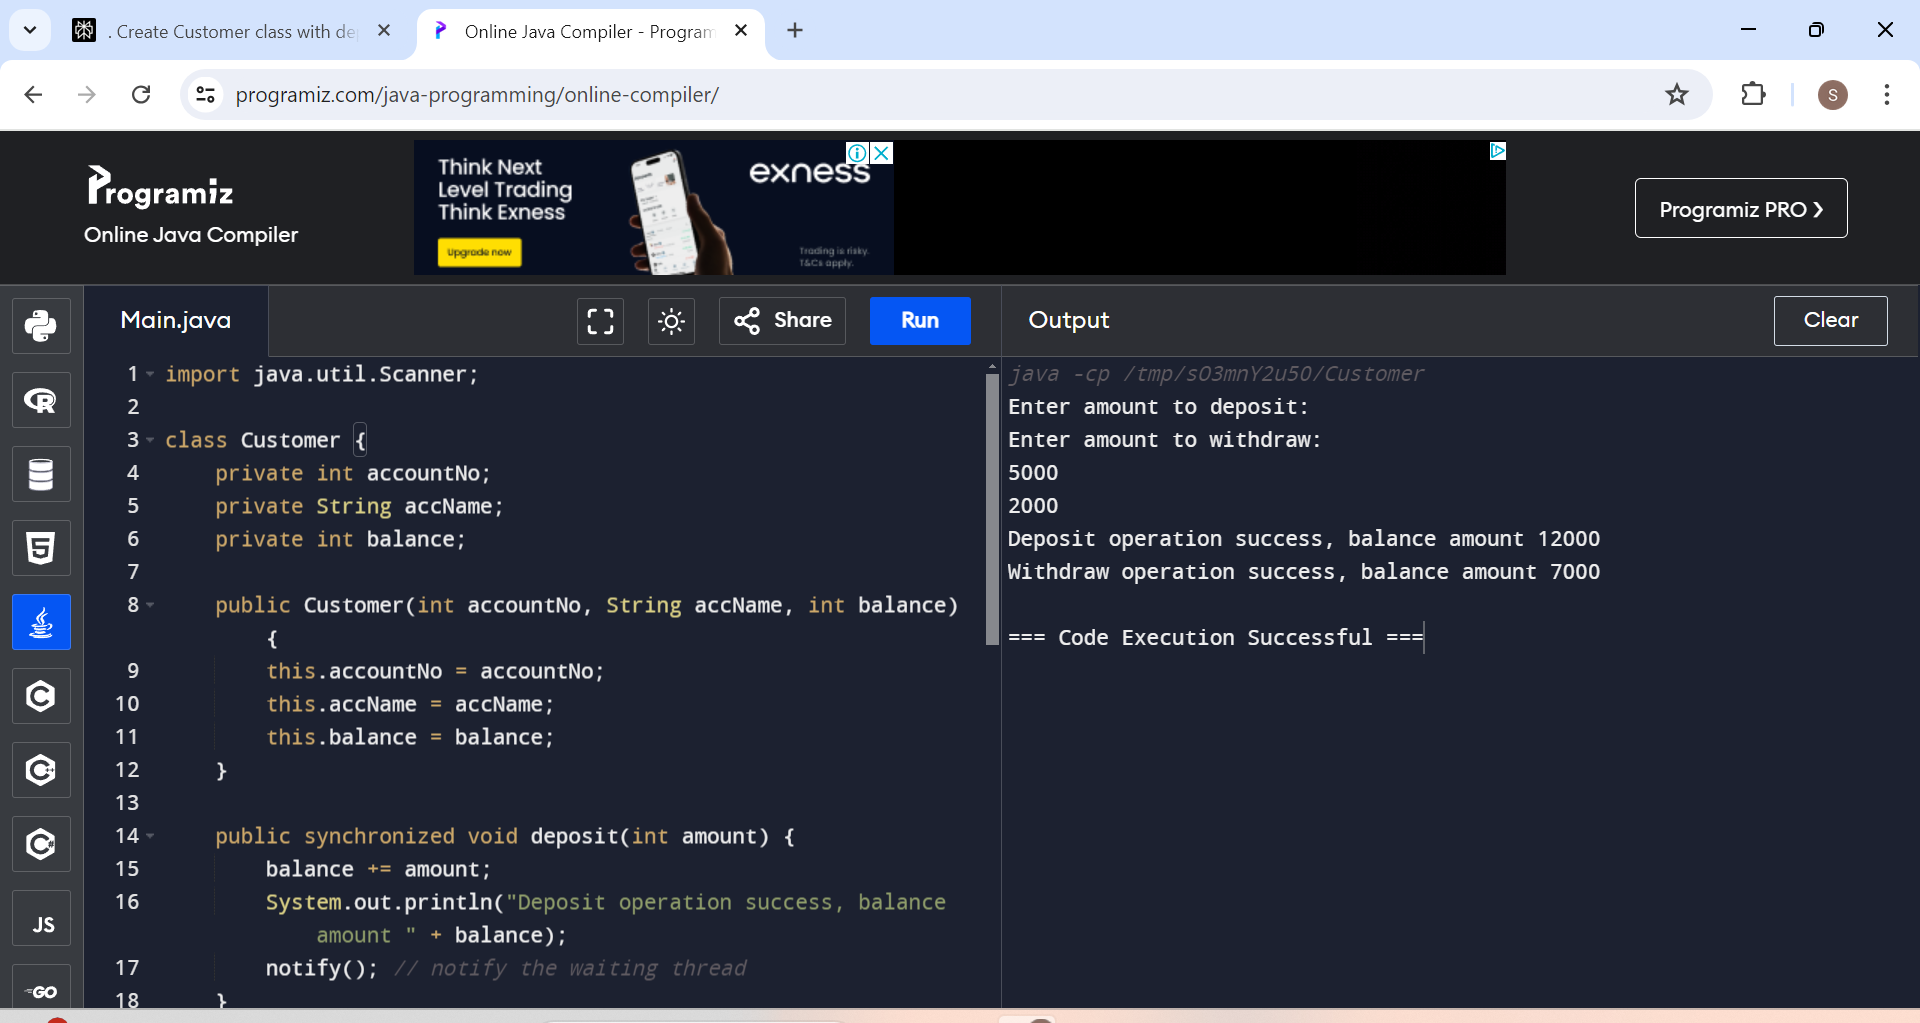 . Create Customer class with de
Online Java Compiler - Program
programiz.com/java-programming/online-compiler/
S
Programiz
Online Java Compiler
Think Next
Level Trading
Think Exness
Upgrade now
exness
Trading is risky.
T&Cs apply.
Programiz PRO ❯
Main.java
Share
Run
Output
Clear
1 import java.util.Scanner;
2
3 class Customer {
4 private int accountNo;
5 private String accName;
6 private int balance;
7
8 public Customer(int accountNo, String accName, int balance)
{
9 this.accountNo = accountNo;
10 this.accName = accName;
11 this.balance = balance;
12 }
13
14 public synchronized void deposit(int amount) {
15 balance += amount;
16 System.out.println("Deposit operation success, balance
amount " + balance);
17 notify(); // notify the waiting thread
18 }
java -cp /tmp/sO3mnY2u5O/Customer
Enter amount to deposit:
Enter amount to withdraw:
5000
2000
Deposit operation success, balance amount 12000
Withdraw operation success, balance amount 7000
=== Code Execution Successful ===
R
5
C
C++
C#
JS
GO